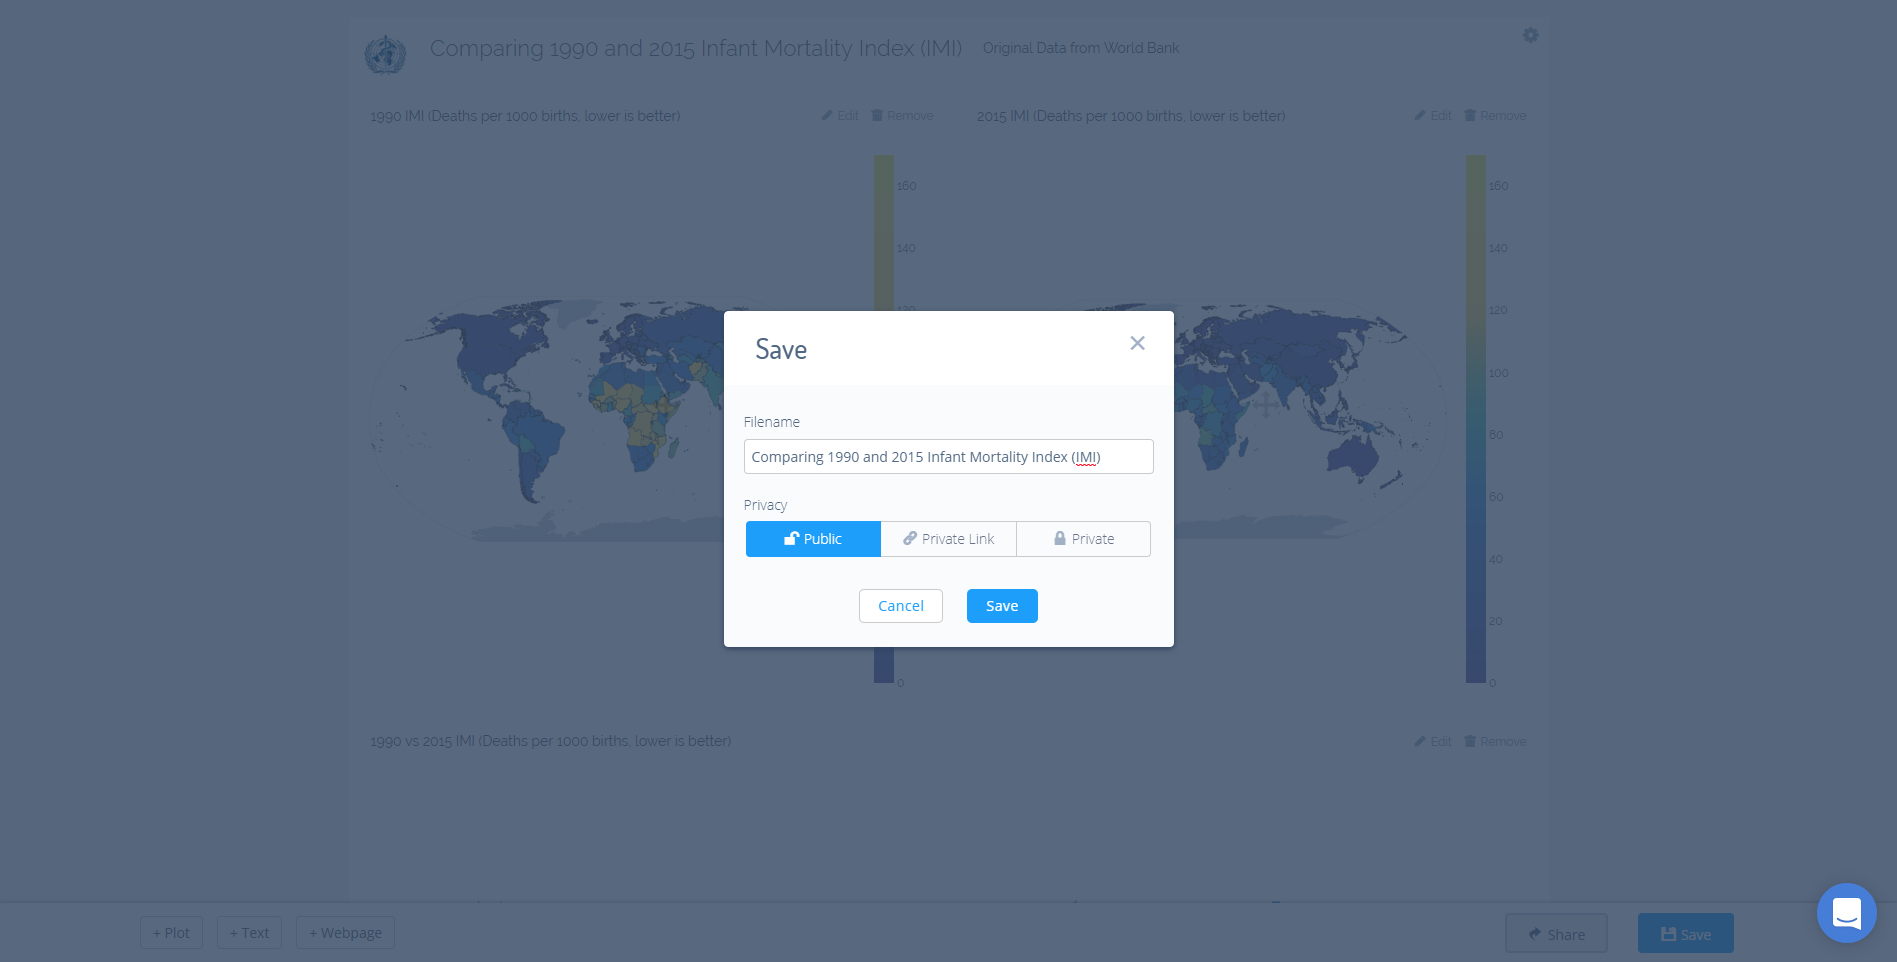 Comparing 1990 and 2015 Infant Mortality Index (IMI) Original Data from World Bank
1990 IMI (Deaths per 1000 births, lower is better) Edit Remove
2015 IMI (Deaths per 1000 births, lower is better) Edit Remove
160
140
120
0
160
140
120
100
80
60
40
20
0
Save
Filename
Comparing 1990 and 2015 Infant Mortality Index (IMI)
Privacy
Public Private Link Private
Cancel Save
1990 vs 2015 IMI (Deaths per 1000 births, lower is better) Edit Remove
+ Plot + Text + Webpage Share Save